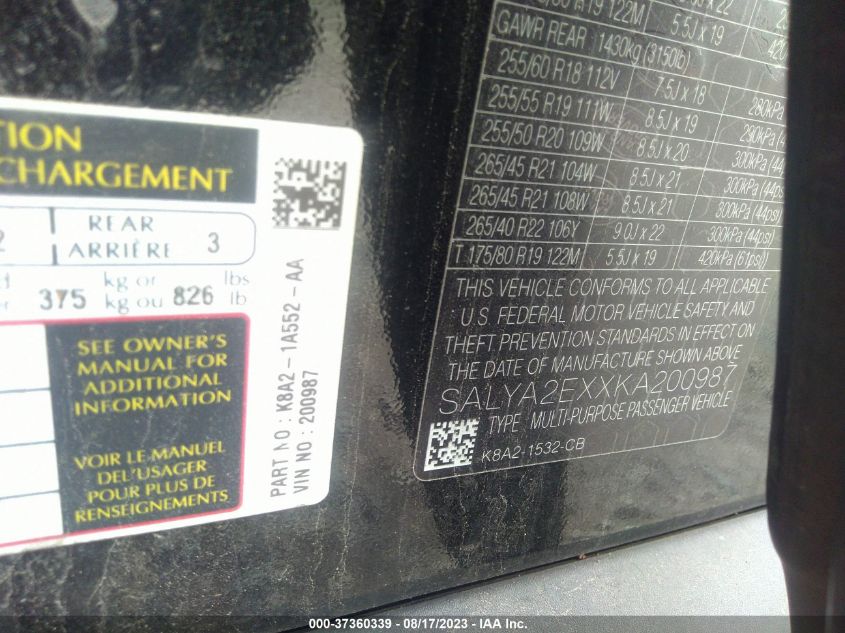 TION
CHARGEMENT
2 REAR ARRIÈRE 3
375 kg or kg ou 826 lbs lb
SEE OWNER'S
MANUAL FOR
ADDITIONAL
INFORMATION
VOIR LE MANUEL
DE L'USAGER
POUR PLUS DE
RENSEIGNEMENTS
PART NO : K8A2-1A552-AA
VIN NO : 200987
R19 122M 5.5J x 19
GAWR REAR 1430kg (3150lb)
255/60 R18 112V 7.5J x 18 280kPa
255/55 R19 111W 8.5J x 19 280kPa
255/50 R20 109W 8.5J x 20 300kPa (44
265/45 R21 104W 8.5J x 21 300kPa (44p
265/45 R21 108W 8.5J x 21 300kPa (44psi)
265/40 R22 106Y 9.0J x 22 300kPa (44psi)
T 175/80 R19 122M 5.5J x 19 420kPa (61psi)
THIS VEHICLE CONFORMS TO ALL APPLICABLE
U.S. FEDERAL MOTOR VEHICLE SAFETY AND
THEFT PREVENTION STANDARDS IN EFFECT ON
THE DATE OF MANUFACTURE SHOWN ABOVE
SALYA2EXXKA200987
TYPE MULTI-PURPOSE PASSENGER VEHICLE
K8A2-1532-CB
000-37360339 - 08/17/2023 - IAA Inc.